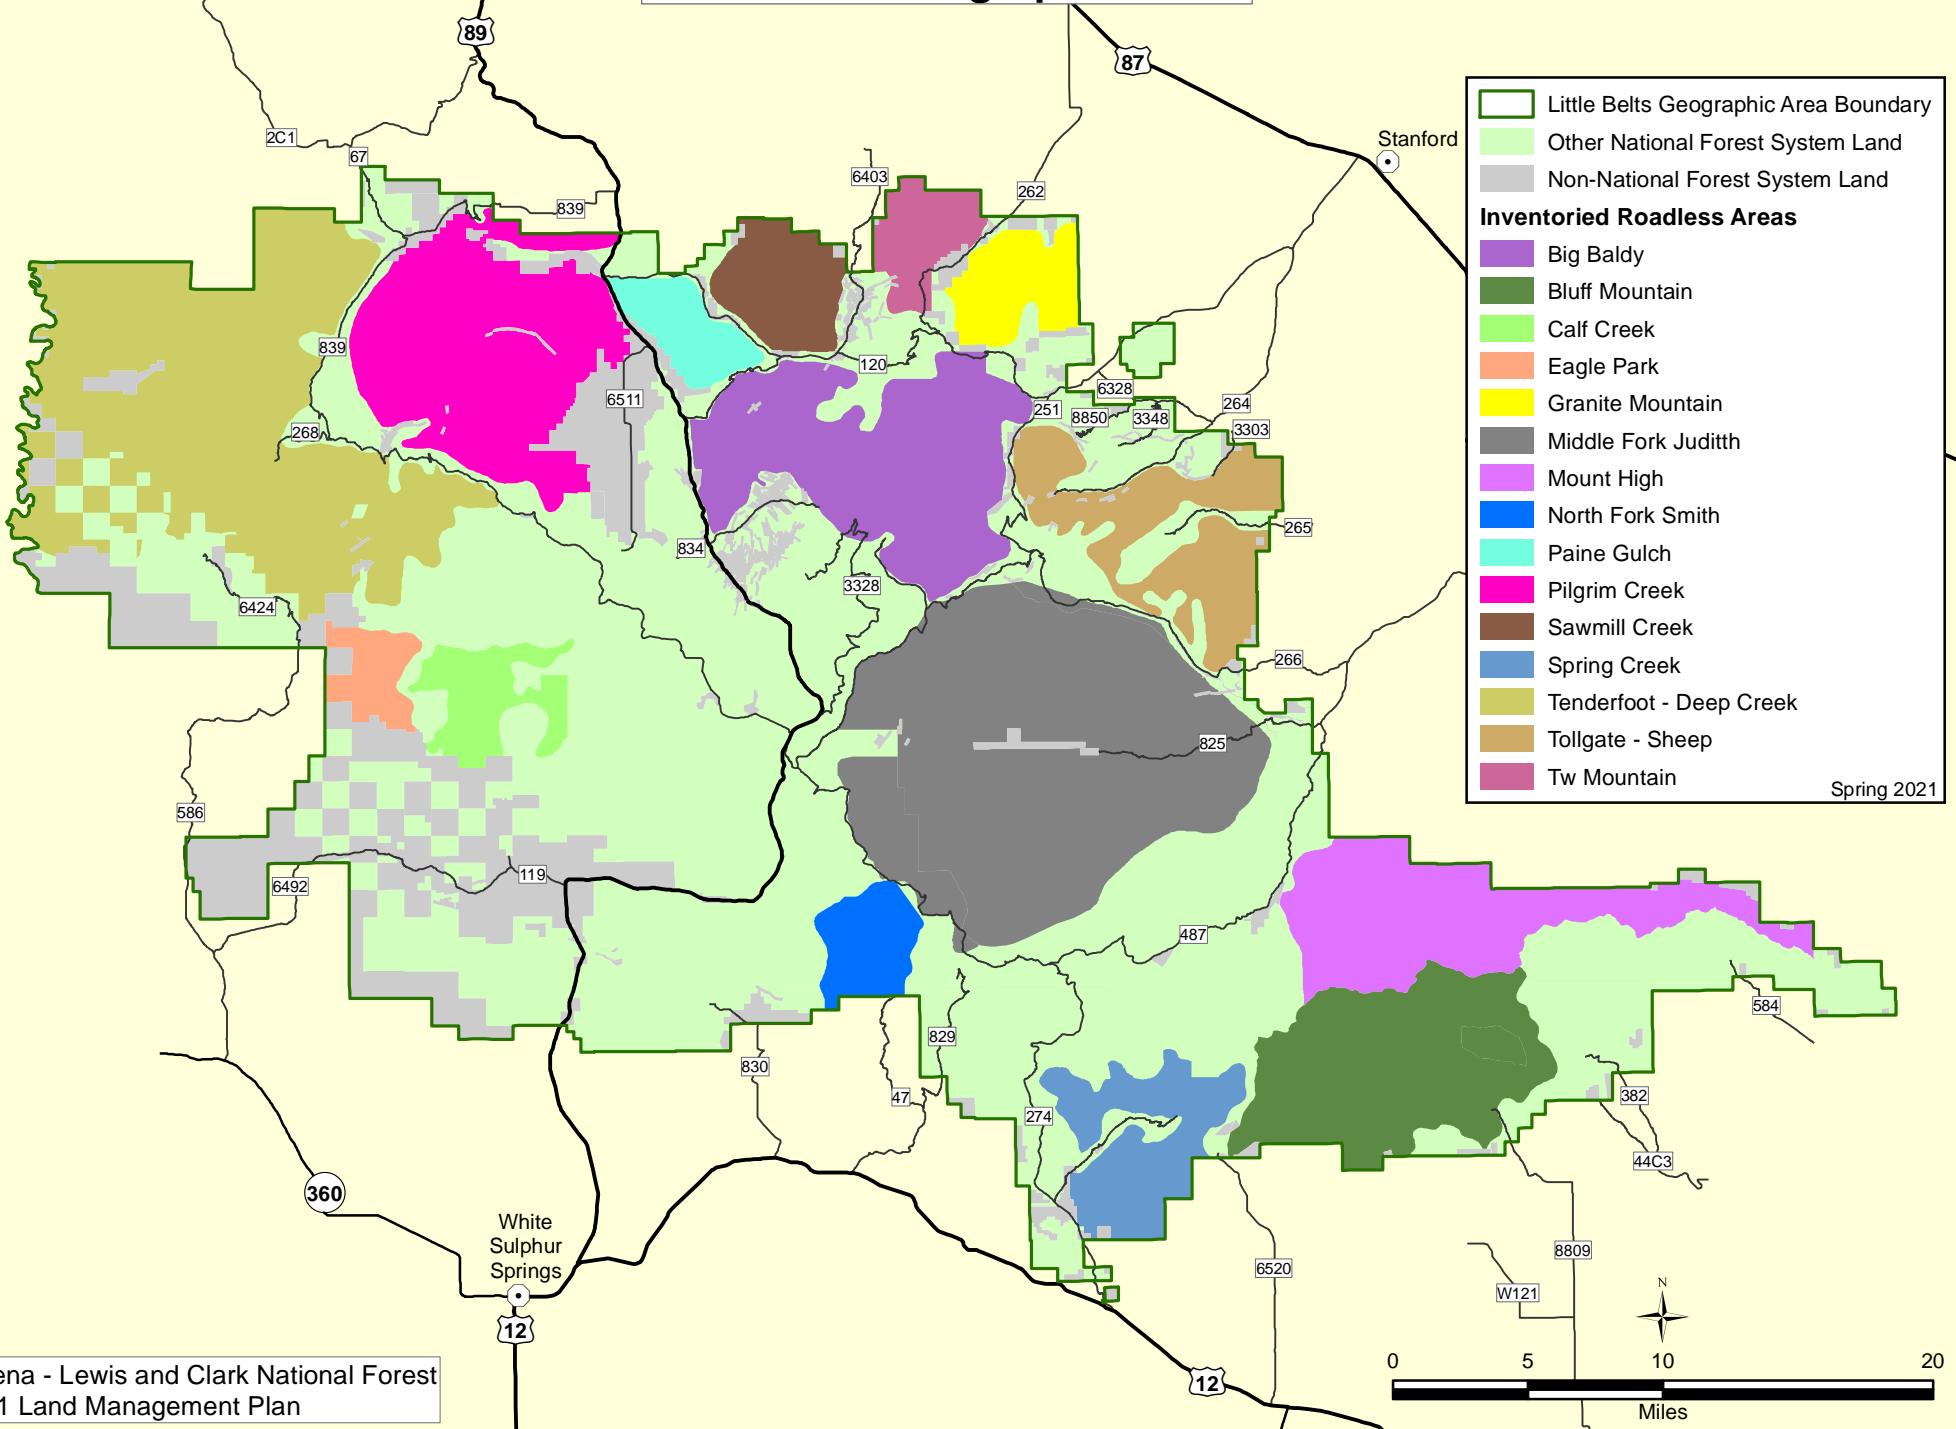 89
87
Stanford
2C1
67
839
6403
262
839
120
6511
268
251
6328
8850
3348
264
3303
265
834
3328
6424
266
825
586
6492
119
487
584
829
830
47
274
382
44C3
360
White
Sulphur
Springs
6520
8809
W121
12
12
Little Belts Geographic Area Boundary
Other National Forest System Land
Non-National Forest System Land
Inventoried Roadless Areas
Big Baldy
Bluff Mountain
Calf Creek
Eagle Park
Granite Mountain
Middle Fork Judith
Mount High
North Fork Smith
Paine Gulch
Pilgrim Creek
Sawmill Creek
Spring Creek
Tenderfoot - Deep Creek
Tollgate - Sheep
Tw Mountain
Spring 2021
N
0 5 10 20
Miles
ena - Lewis and Clark National Forest
1 Land Management Plan